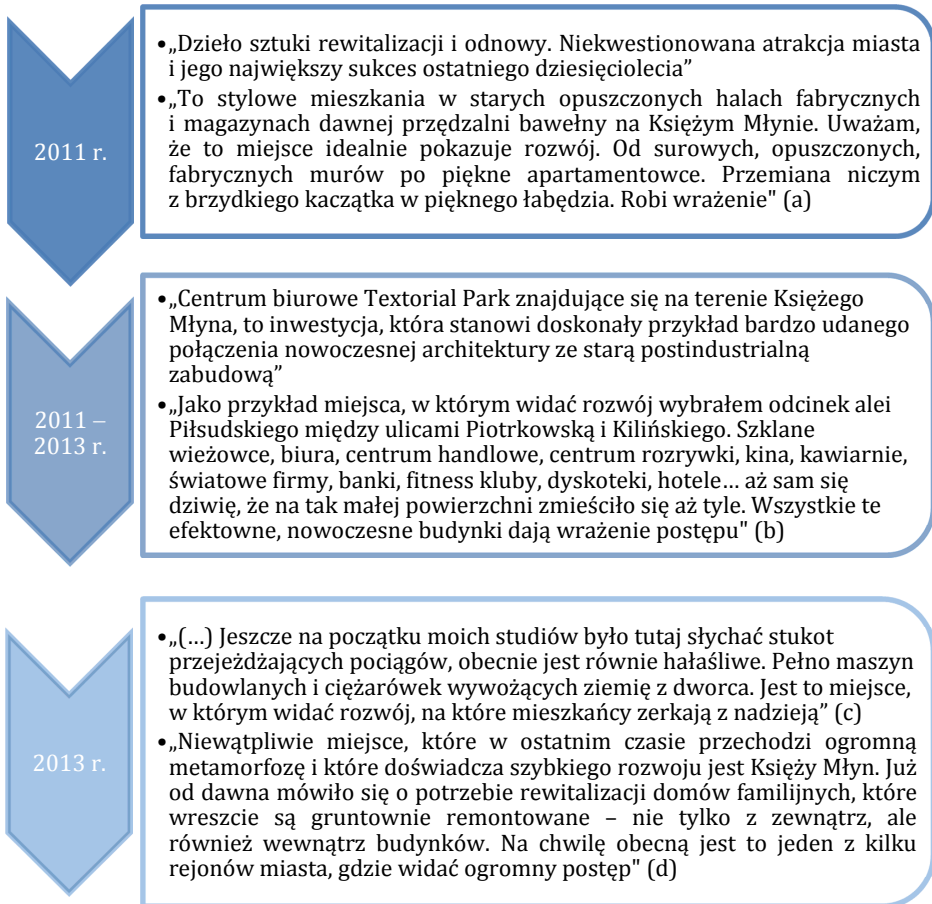 2011 r.
•„Dzieło sztuki rewitalizacji i odnowy. Niekwestionowana atrakcja miasta
i jego największy sukces ostatniego dziesięciolecia”
•„To stylowe mieszkania w starych opuszczonych halach fabrycznych
i magazynach dawnej przędzalni bawełny na Księżym Młynie. Uważam,
że to miejsce idealnie pokazuje rozwój. Od surowych, opuszczonych,
fabrycznych murów po piękne apartamentowce. Przemiana niczym
z brzydkiego kaczątka w pięknego łabędzia. Robi wrażenie" (a)
2011 –
2013 r.
•„Centrum biurowe Textorial Park znajdujące się na terenie Księżego
Młyna, to inwestycja, która stanowi doskonały przykład bardzo udanego
połączenia nowoczesnej architektury ze starą postindustrialną
zabudową”
•„Jako przykład miejsca, w którym widać rozwój wybrałem odcinek alei
Piłsudskiego między ulicami Piotrkowską i Kilińskiego. Szklane
wieżowce, biura, centrum handlowe, centrum rozrywki, kina, kawiarnie,
światowe firmy, banki, fitness kluby, dyskoteki, hotele… aż sam się
dziwię, że na tak małej powierzchni zmieściło się aż tyle. Wszystkie te
efektowne, nowoczesne budynki dają wrażenie postępu" (b)
2013 r.
•„(…) Jeszcze na początku moich studiów było tutaj słychać stukot
przejeżdżających pociągów, obecnie jest równie hałaśliwe. Pełno maszyn
budowlanych i ciężarówek wywożących ziemię z dworca. Jest to miejsce,
w którym widać rozwój, na które mieszkańcy zerkają z nadzieją” (c)
•„Niewątpliwie miejsce, które w ostatnim czasie przechodzi ogromną
metamorfozę i które doświadcza szybkiego rozwoju jest Księży Młyn. Już
od dawna mówiło się o potrzebie rewitalizacji domów familijnych, które
wreszcie są gruntownie remontowane – nie tylko z zewnątrz, ale
również wewnątrz budynków. Na chwilę obecną jest to jeden z kilku
rejonów miasta, gdzie widać ogromny postęp" (d)